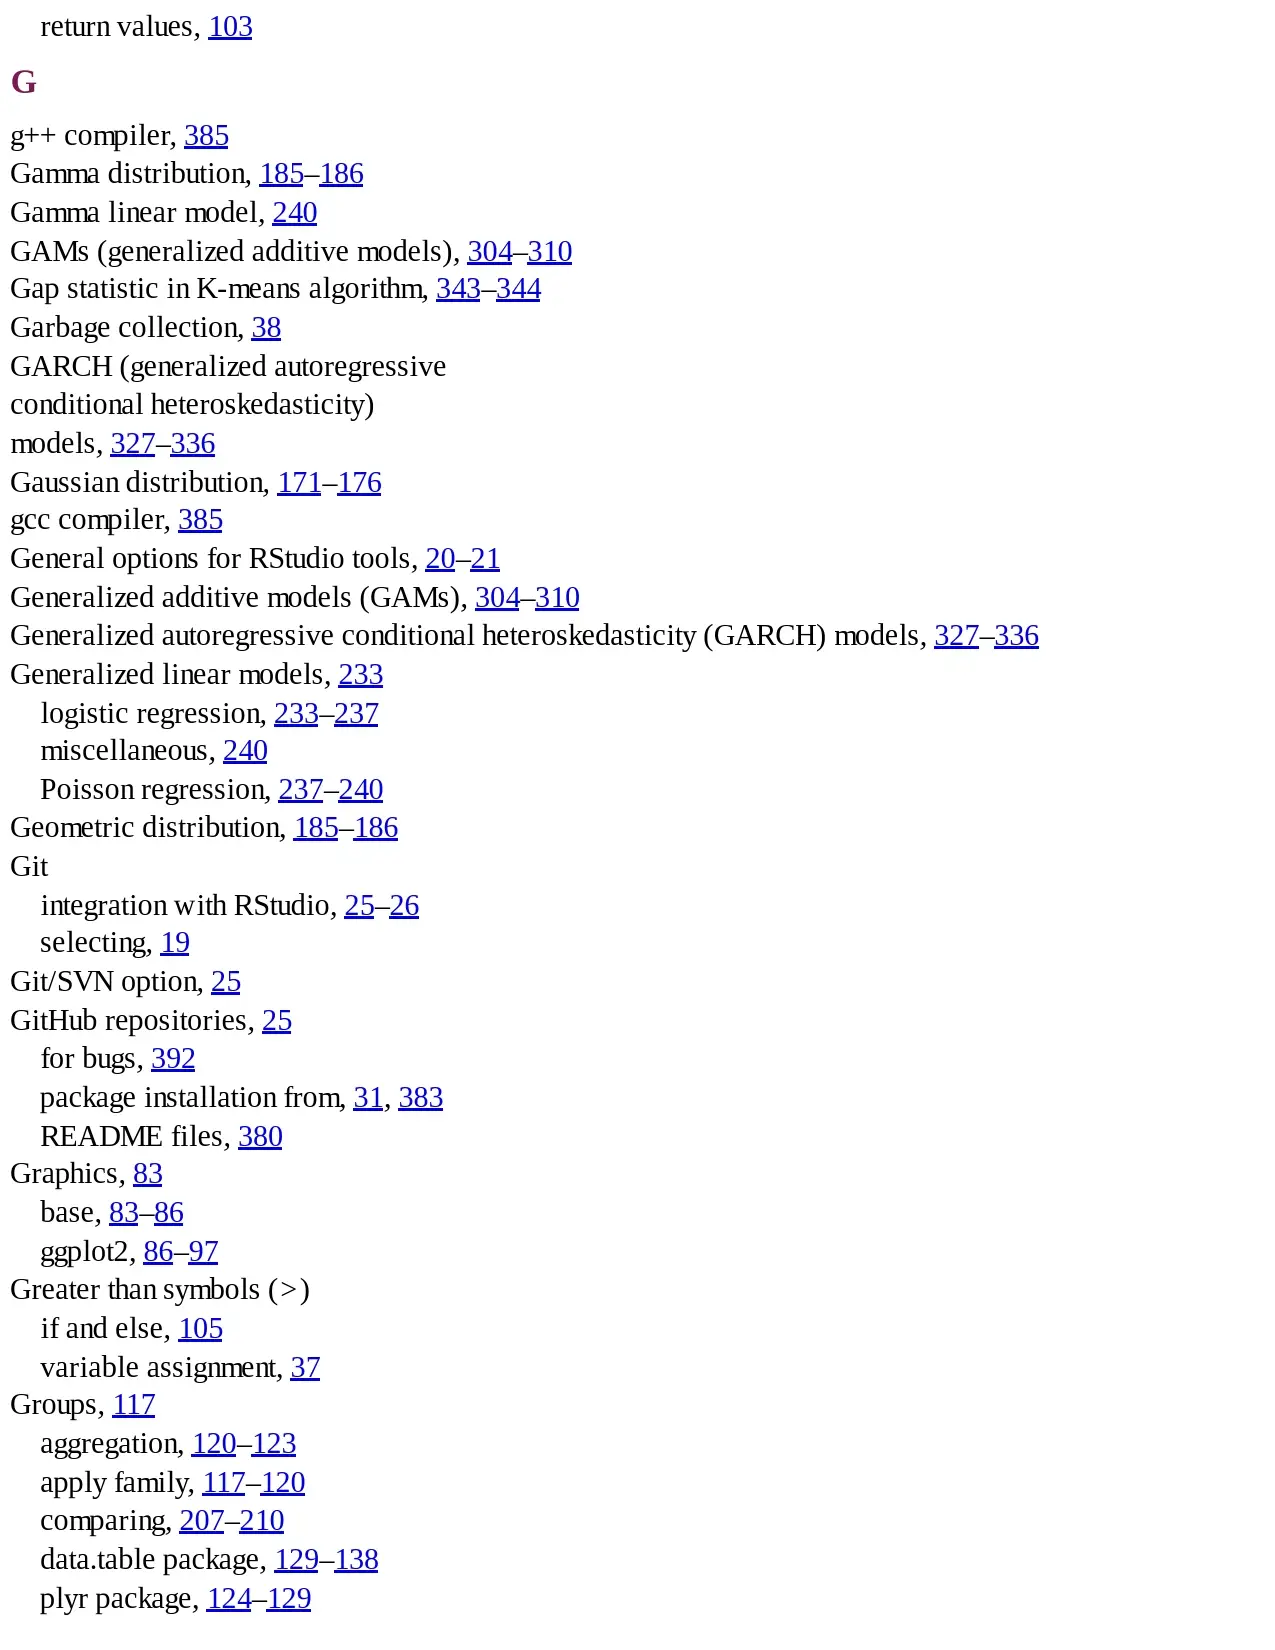 return values, 103
G
g++ compiler, 385
Gamma distribution, 185–186
Gamma linear model, 240
GAMs (generalized additive models), 304–310
Gap statistic in K-means algorithm, 343–344
Garbage collection, 38
GARCH (generalized autoregressive
conditional heteroskedasticity)
models, 327–336
Gaussian distribution, 171–176
gcc compiler, 385
General options for RStudio tools, 20–21
Generalized additive models (GAMs), 304–310
Generalized autoregressive conditional heteroskedasticity (GARCH) models, 327–336
Generalized linear models, 233
logistic regression, 233–237
miscellaneous, 240
Poisson regression, 237–240
Geometric distribution, 185–186
Git
integration with RStudio, 25–26
selecting, 19
Git/SVN option, 25
GitHub repositories, 25
for bugs, 392
package installation from, 31, 383
README files, 380
Graphics, 83
base, 83–86
ggplot2, 86–97
Greater than symbols (>)
if and else, 105
variable assignment, 37
Groups, 117
aggregation, 120–123
apply family, 117–120
comparing, 207–210
data.table package, 129–138
plyr package, 124–129